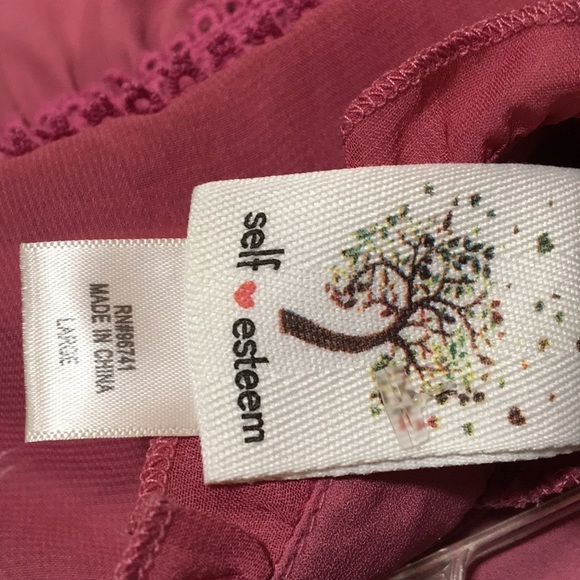 self ♥ esteem
RN#86741
MADE IN CHINA
LARGE